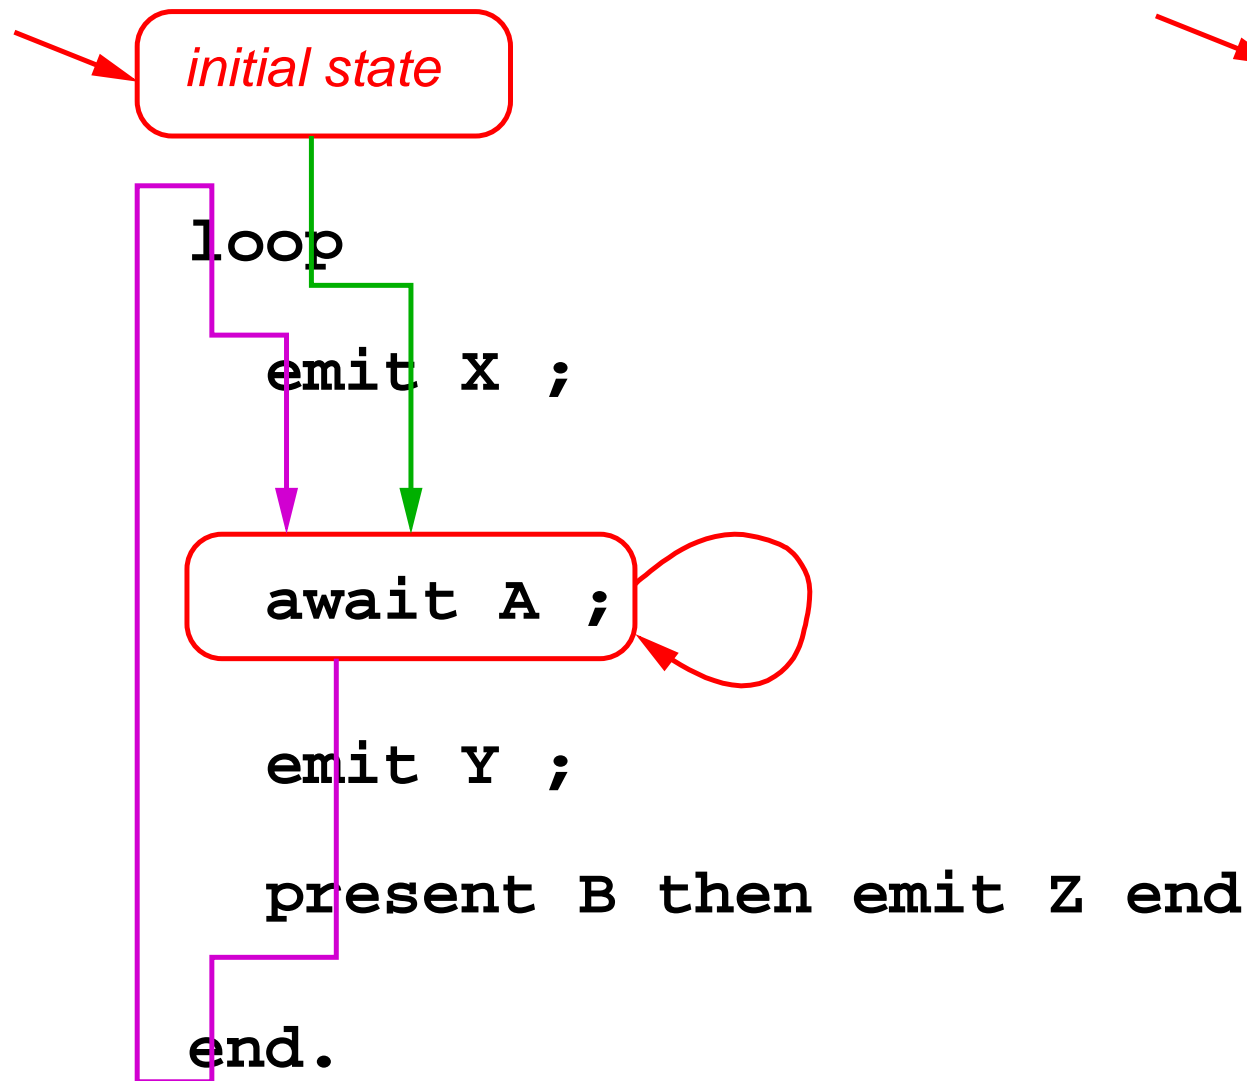 initial state
loop
emit X ;
await A ;
emit Y ;
present B then emit Z end
end.